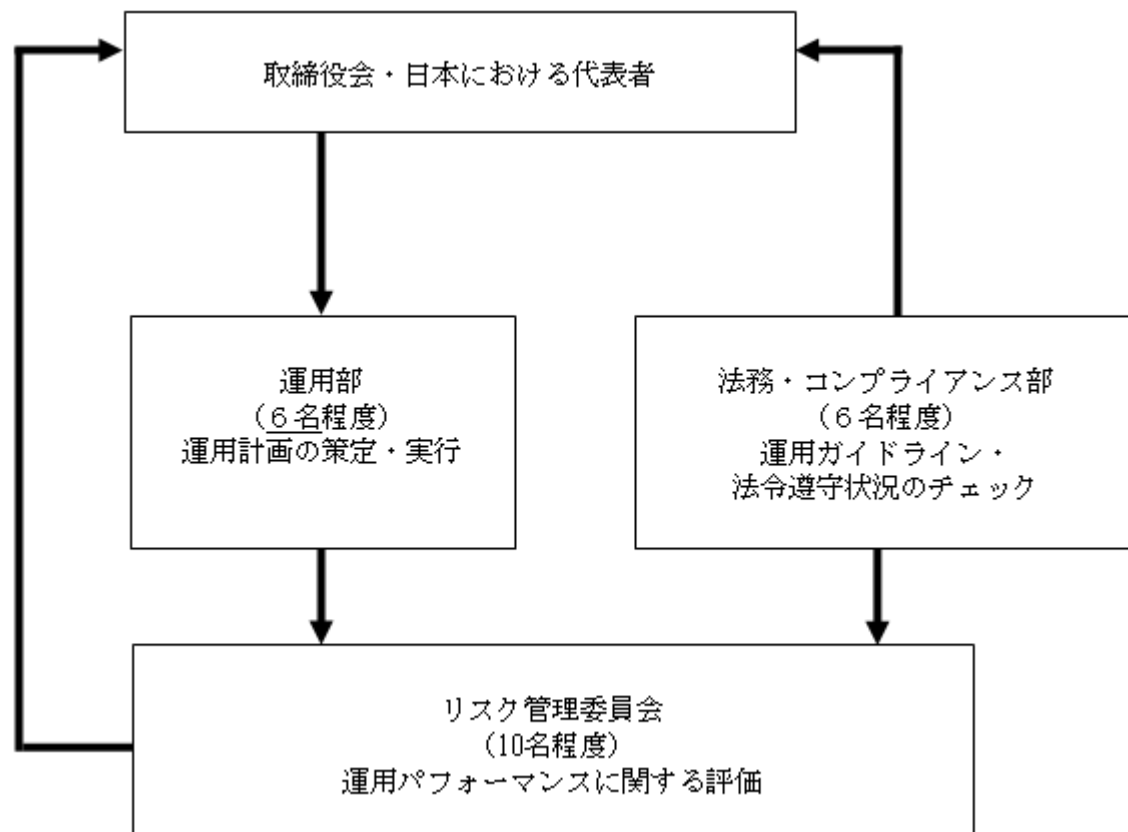 取締役会・日本における代表者
運用部
(6名程度)
運用計画の策定・実行
法務・コンプライアンス部
(6名程度)
運用ガイドライン・
法令遵守状況のチェック
リスク管理委員会
(10名程度)
運用パフォーマンスに関する評価